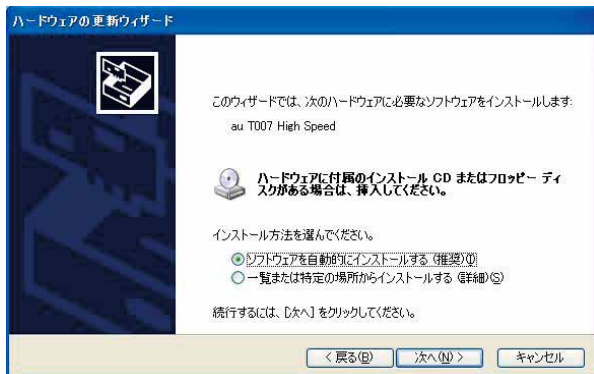 ハードウェアの更新ウィザード
このウィザードでは、次のハードウェアに必要なソフトウェアをインストールします:
au T007 High Speed
ハードウェアに付属のインストール CD またはフロッピー ディ
スクがある場合は、挿入してください。
インストール方法を選んでください。
ソフトウェアを自動的にインストールする (推奨)(I)
一覧または特定の場所からインストールする (詳細)(S)
続行するには、[次へ] をクリックしてください。
< 戻る(B) 次へ(N) > キャンセル